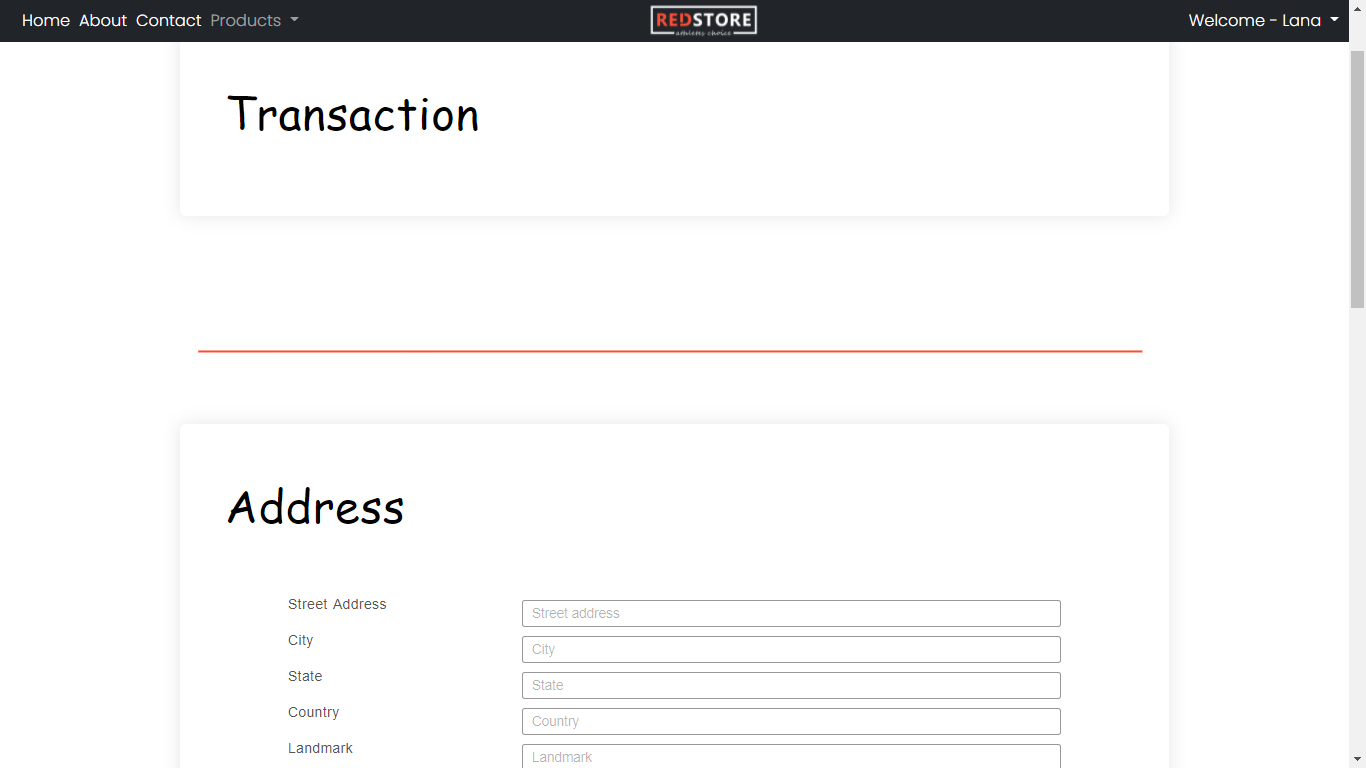 Home About Contact Products
REDSTORE
athletes choice
Welcome - Lana
Transaction
Address
Street Address
Street address
City
City
State
State
Country
Country
Landmark
Landmark